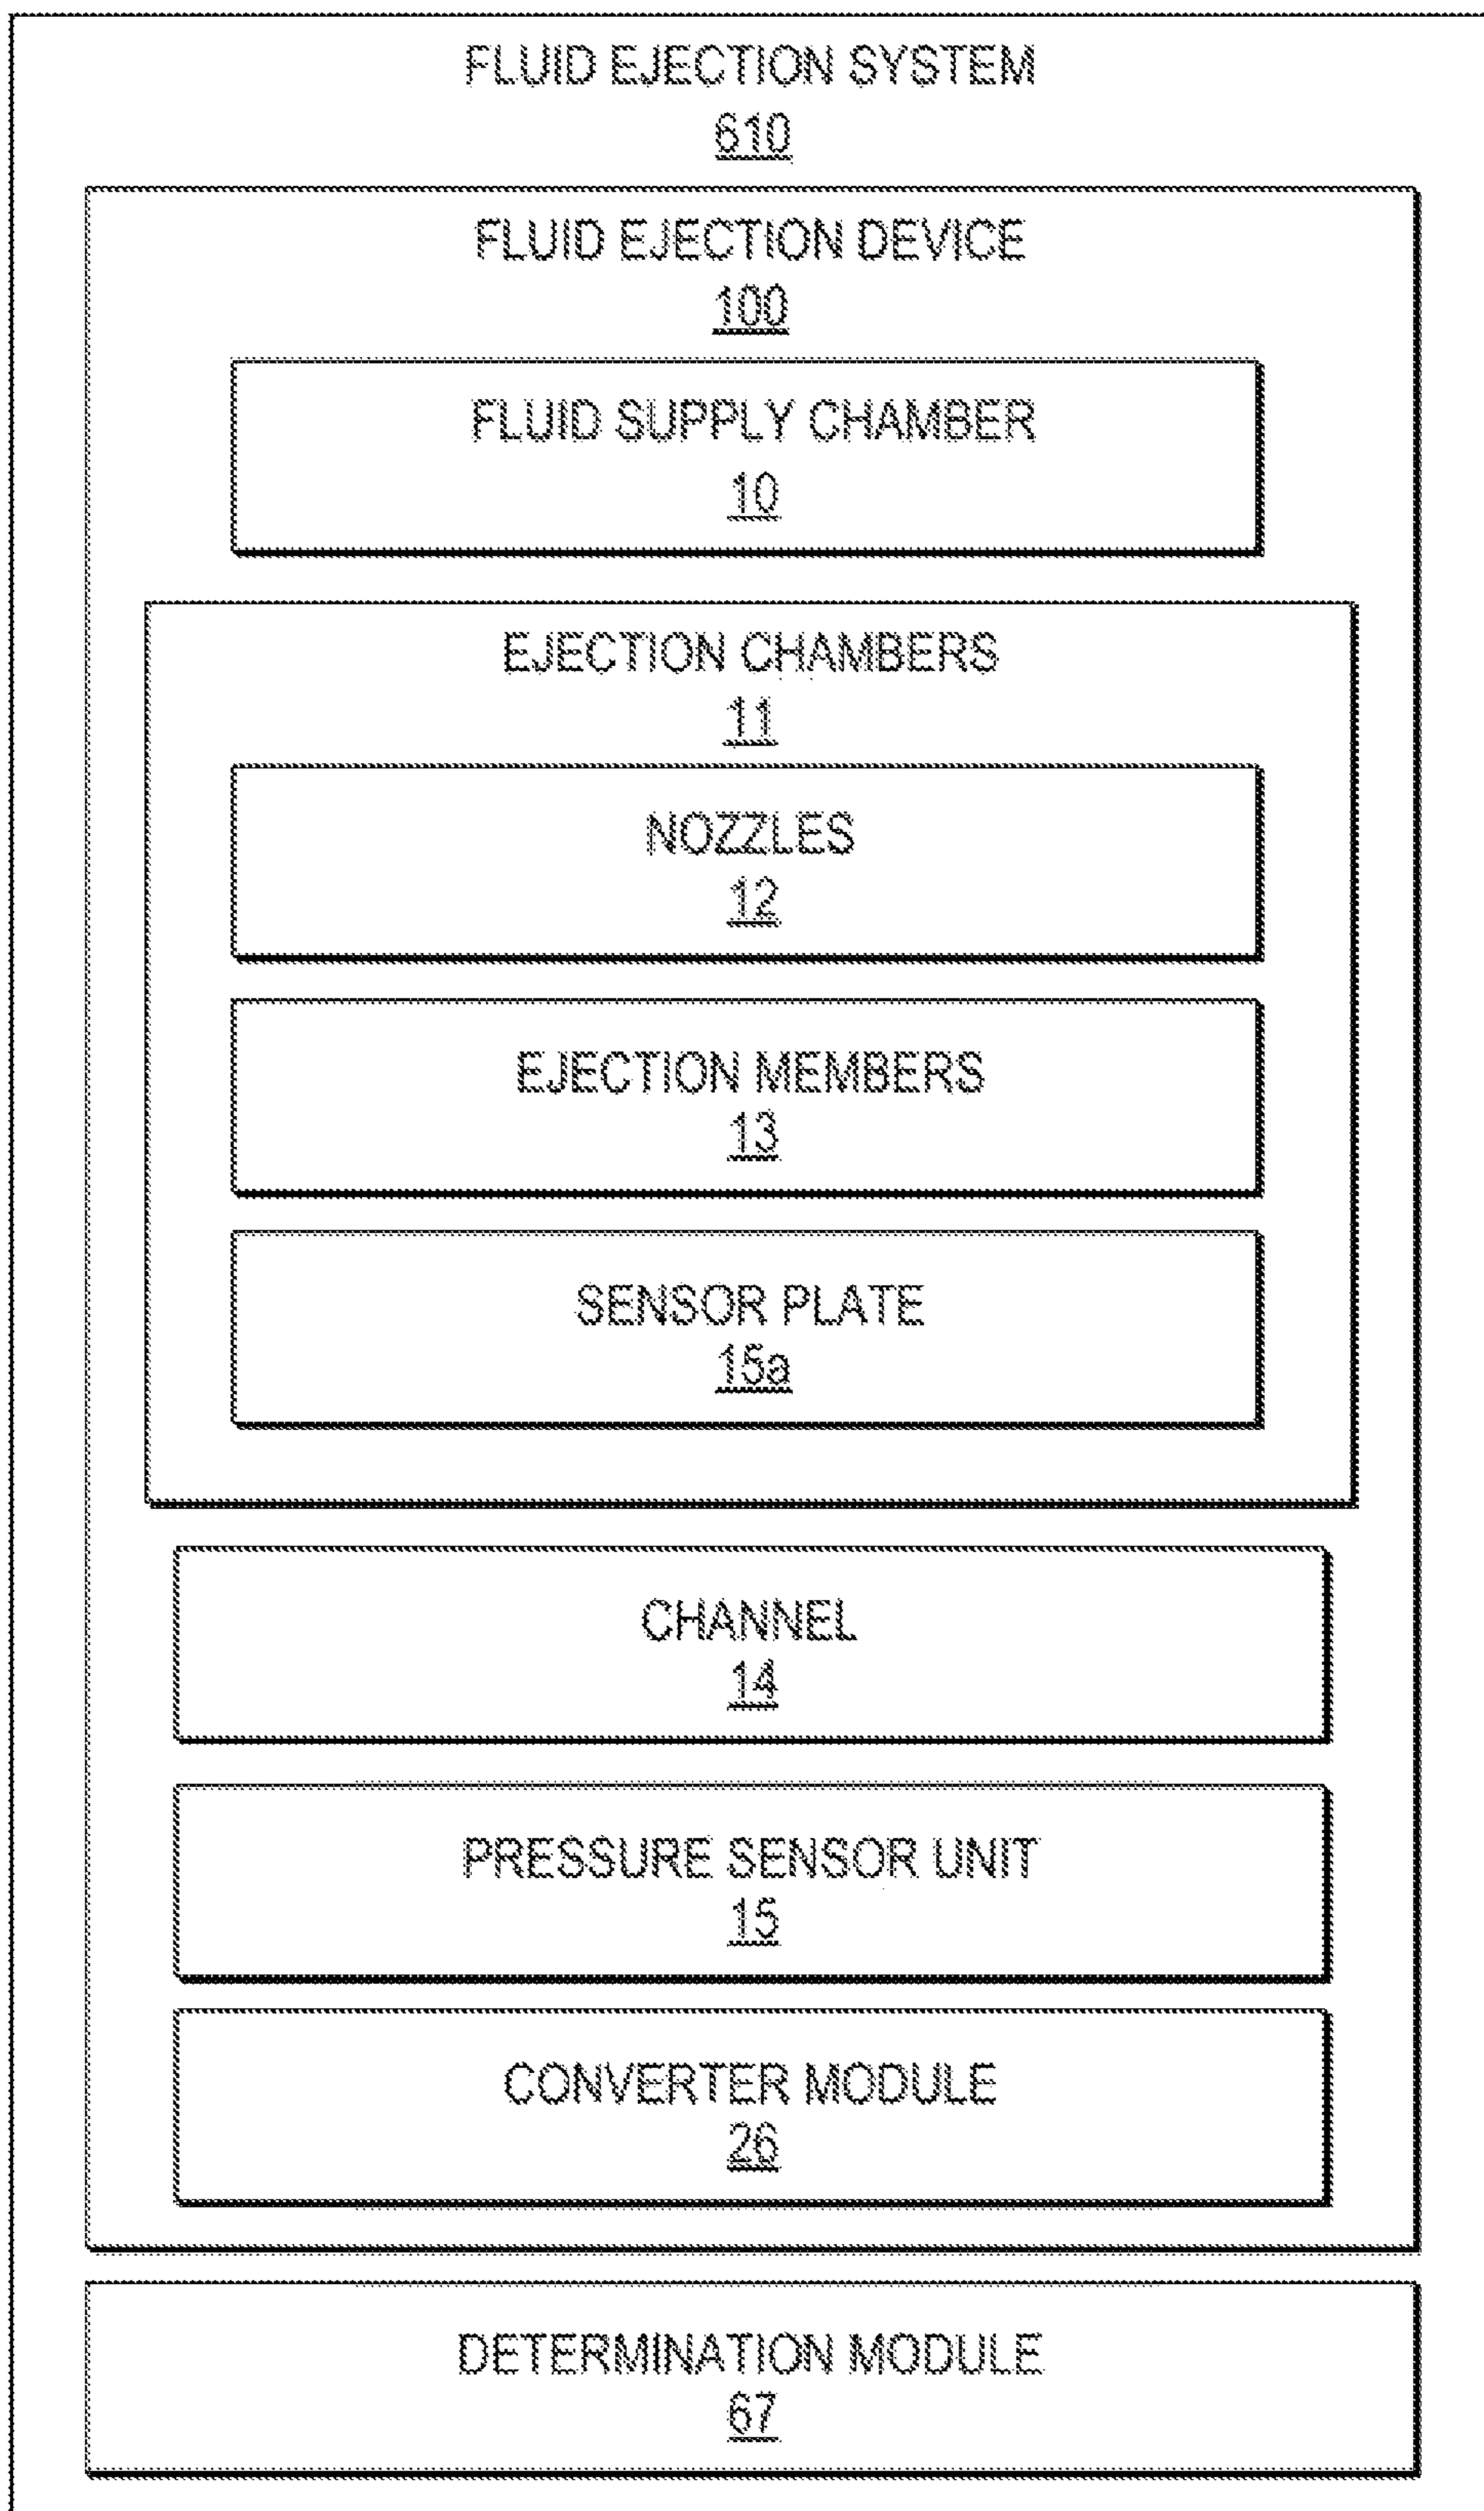 FLUID EJECTION SYSTEM
610
FLUID EJECTION DEVICE
100
FLUID SUPPLY CHAMBER
10
EJECTION CHAMBERS
11
NOZZLES
12
EJECTION MEMBERS
13
SENSOR PLATE
15a
CHANNEL
14
PRESSURE SENSOR UNIT
15
CONVERTER MODULE
26
DETERMINATION MODULE
67